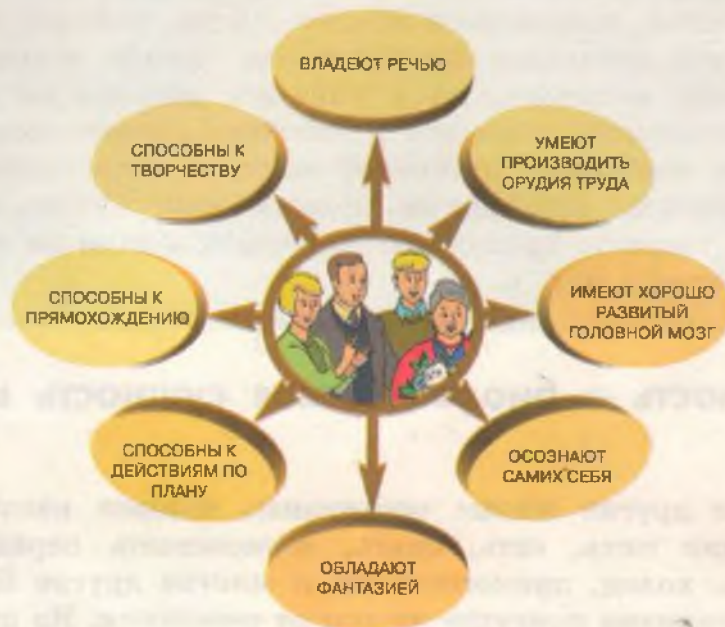 ВЛАДЕЮТ РЕЧЬЮ
СПОСОБНЫ К
ТВОРЧЕСТВУ
УМЕЮТ
ПРОИЗВОДИТЬ
ОРУДИЯ ТРУДА
СПОСОБНЫ К
ПРЯМОХОЖДЕНИЮ
ИМЕЮТ ХОРОШО
РАЗВИТЫЙ
ГОЛОВНОЙ МОЗГ
СПОСОБНЫ К
ДЕЙСТВИЯМ ПО
ПЛАНУ
ОСОЗНАЮТ
САМИХ СЕБЯ
ОБЛАДАЮТ
ФАНТАЗИЕЙ